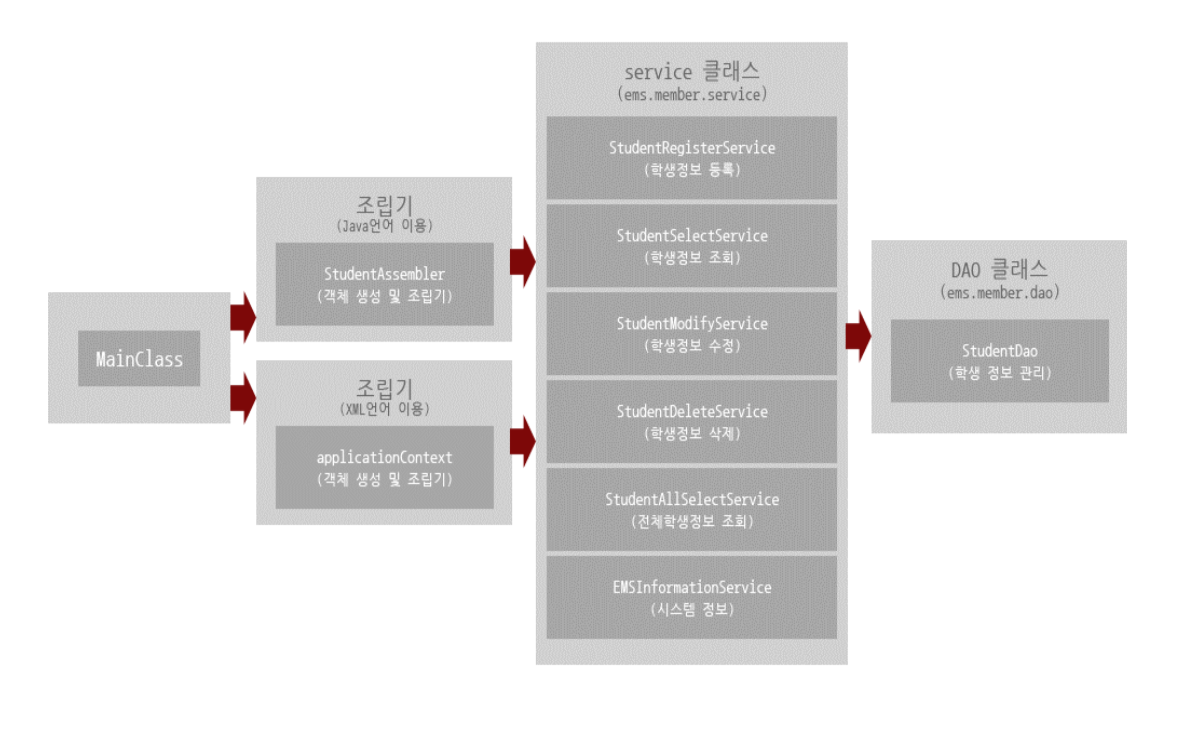 MainClass
조립기
(Java언어 이용)
StudentAssembler
(객체 생성 및 조립기)
조립기
(XML언어 이용)
applicationContext
(객체 생성 및 조립기)
service 클래스
(ems.member.service)
StudentRegisterService
(학생정보 등록)
StudentSelectService
(학생정보 조회)
StudentModifyService
(학생정보 수정)
StudentDeleteService
(학생정보 삭제)
StudentAllSelectService
(전체학생정보 조회)
EMSInformationService
(시스템 정보)
DAO 클래스
(ems.member.dao)
StudentDao
(학생 정보 관리)